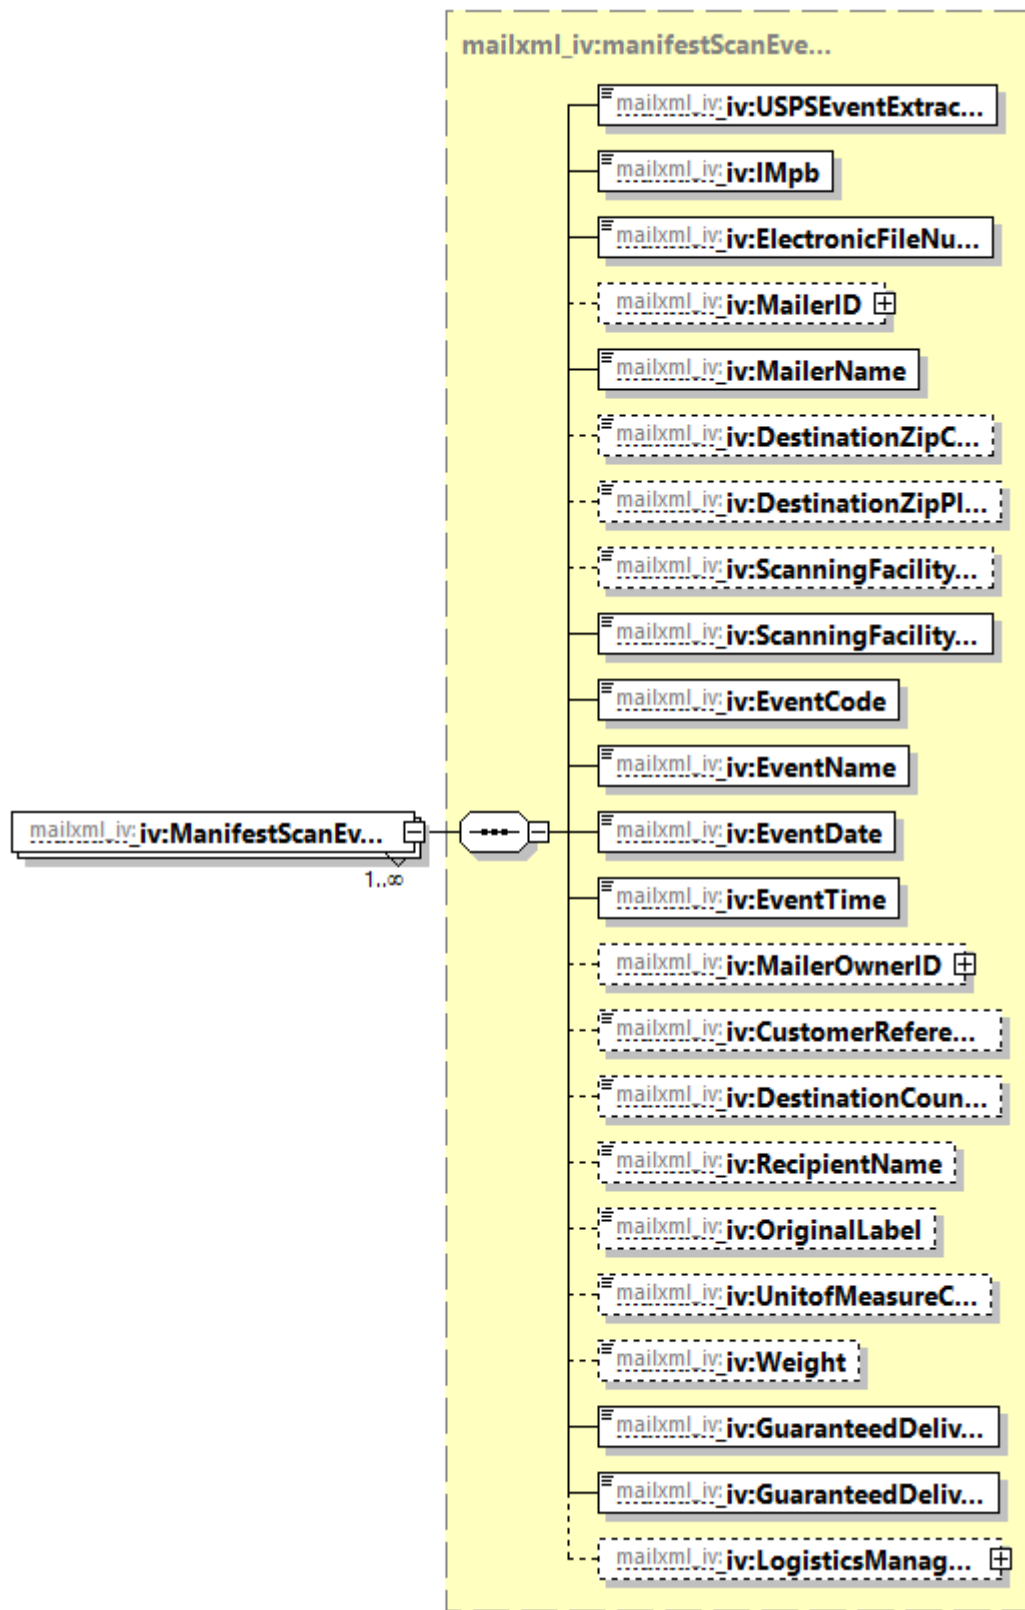 mailxml_iv:manifestScanEve...
mailxml_iv:iv:USPSEventExtrac...
mailxml_iv:iv:IMpb
mailxml_iv:iv:ElectronicFileNu...
mailxml_iv:iv:MailerID
mailxml_iv:iv:MailerName
mailxml_iv:iv:DestinationZipC...
mailxml_iv:iv:DestinationZipPl...
mailxml_iv:iv:ScanningFacility...
mailxml_iv:iv:ScanningFacility...
mailxml_iv:iv:EventCode
mailxml_iv:iv:EventName
mailxml_iv:iv:ManifestScanEv...
1..∞
mailxml_iv:iv:EventDate
mailxml_iv:iv:EventTime
mailxml_iv:iv:MailerOwnerID
mailxml_iv:iv:CustomerRefere...
mailxml_iv:iv:DestinationCoun...
mailxml_iv:iv:RecipientName
mailxml_iv:iv:OriginalLabel
mailxml_iv:iv:UnitofMeasureC...
mailxml_iv:iv:Weight
mailxml_iv:iv:GuaranteedDeliv...
mailxml_iv:iv:GuaranteedDeliv...
mailxml_iv:iv:LogisticsManag...